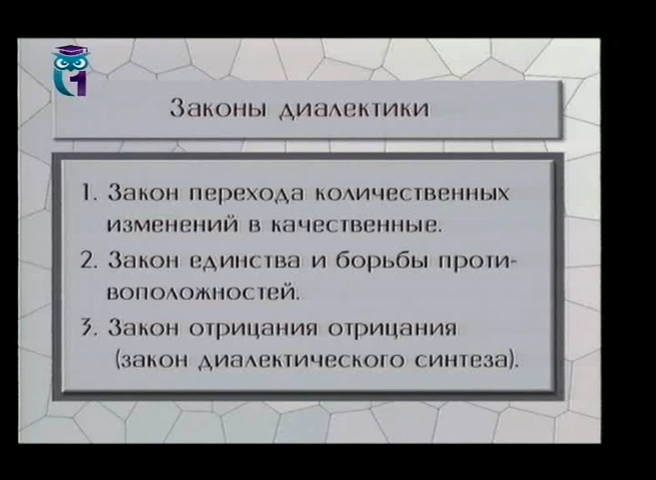 1
Законы диалектики
1. Закон перехода количественных
изменений в качественные.
2. Закон единства и борьбы проти-
воположностей.
3. Закон отрицания отрицания
(закон диалектического синтеза).